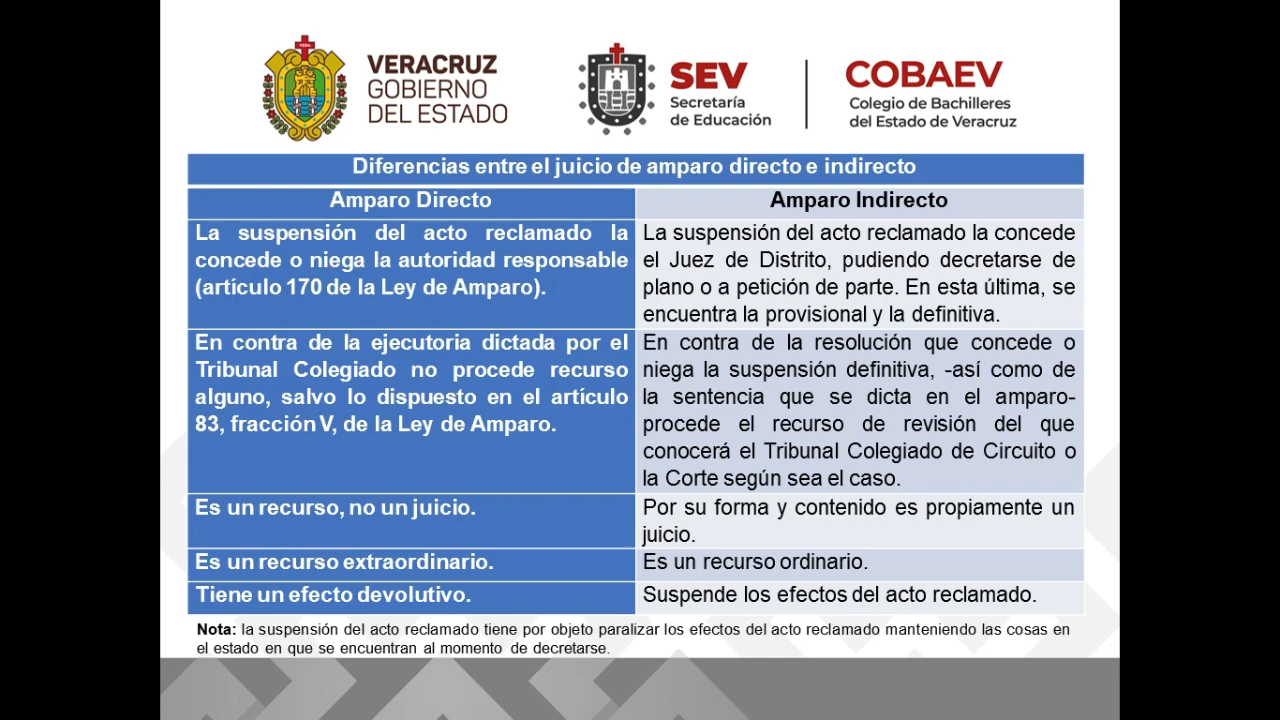 VERACRUZ
GOBIERNO
DEL ESTADO
SEV
Secretaría
de Educación
COBAEV
Colegio de Bachilleres
del Estado de Veracruz
Diferencias entre el juicio de amparo directo e indirecto
Amparo Directo
Amparo Indirecto
La suspensión del acto reclamado la
concede o niega la autoridad responsable
(artículo 170 de la Ley de Amparo).
La suspensión del acto reclamado la concede
el Juez de Distrito, pudiendo decretarse de
plano o a petición de parte. En esta última, se
encuentra la provisional y la definitiva.
En contra de la ejecutoria dictada por el
Tribunal Colegiado no procede recurso
alguno, salvo lo dispuesto en el artículo
83, fracción V, de la Ley de Amparo.
En contra de la resolución que concede o
niega la suspensión definitiva, -así como de
la sentencia que se dicta en el amparo-
procede el recurso de revisión del que
conocerá el Tribunal Colegiado de Circuito o
la Corte según sea el caso.
Es un recurso, no un juicio.
Por su forma y contenido es propiamente un
juicio.
Es un recurso extraordinario.
Es un recurso ordinario.
Tiene un efecto devolutivo.
Suspende los efectos del acto reclamado.
Nota: la suspensión del acto reclamado tiene por objeto paralizar los efectos del acto reclamado manteniendo las cosas en
el estado en que se encuentran al momento de decretarse.